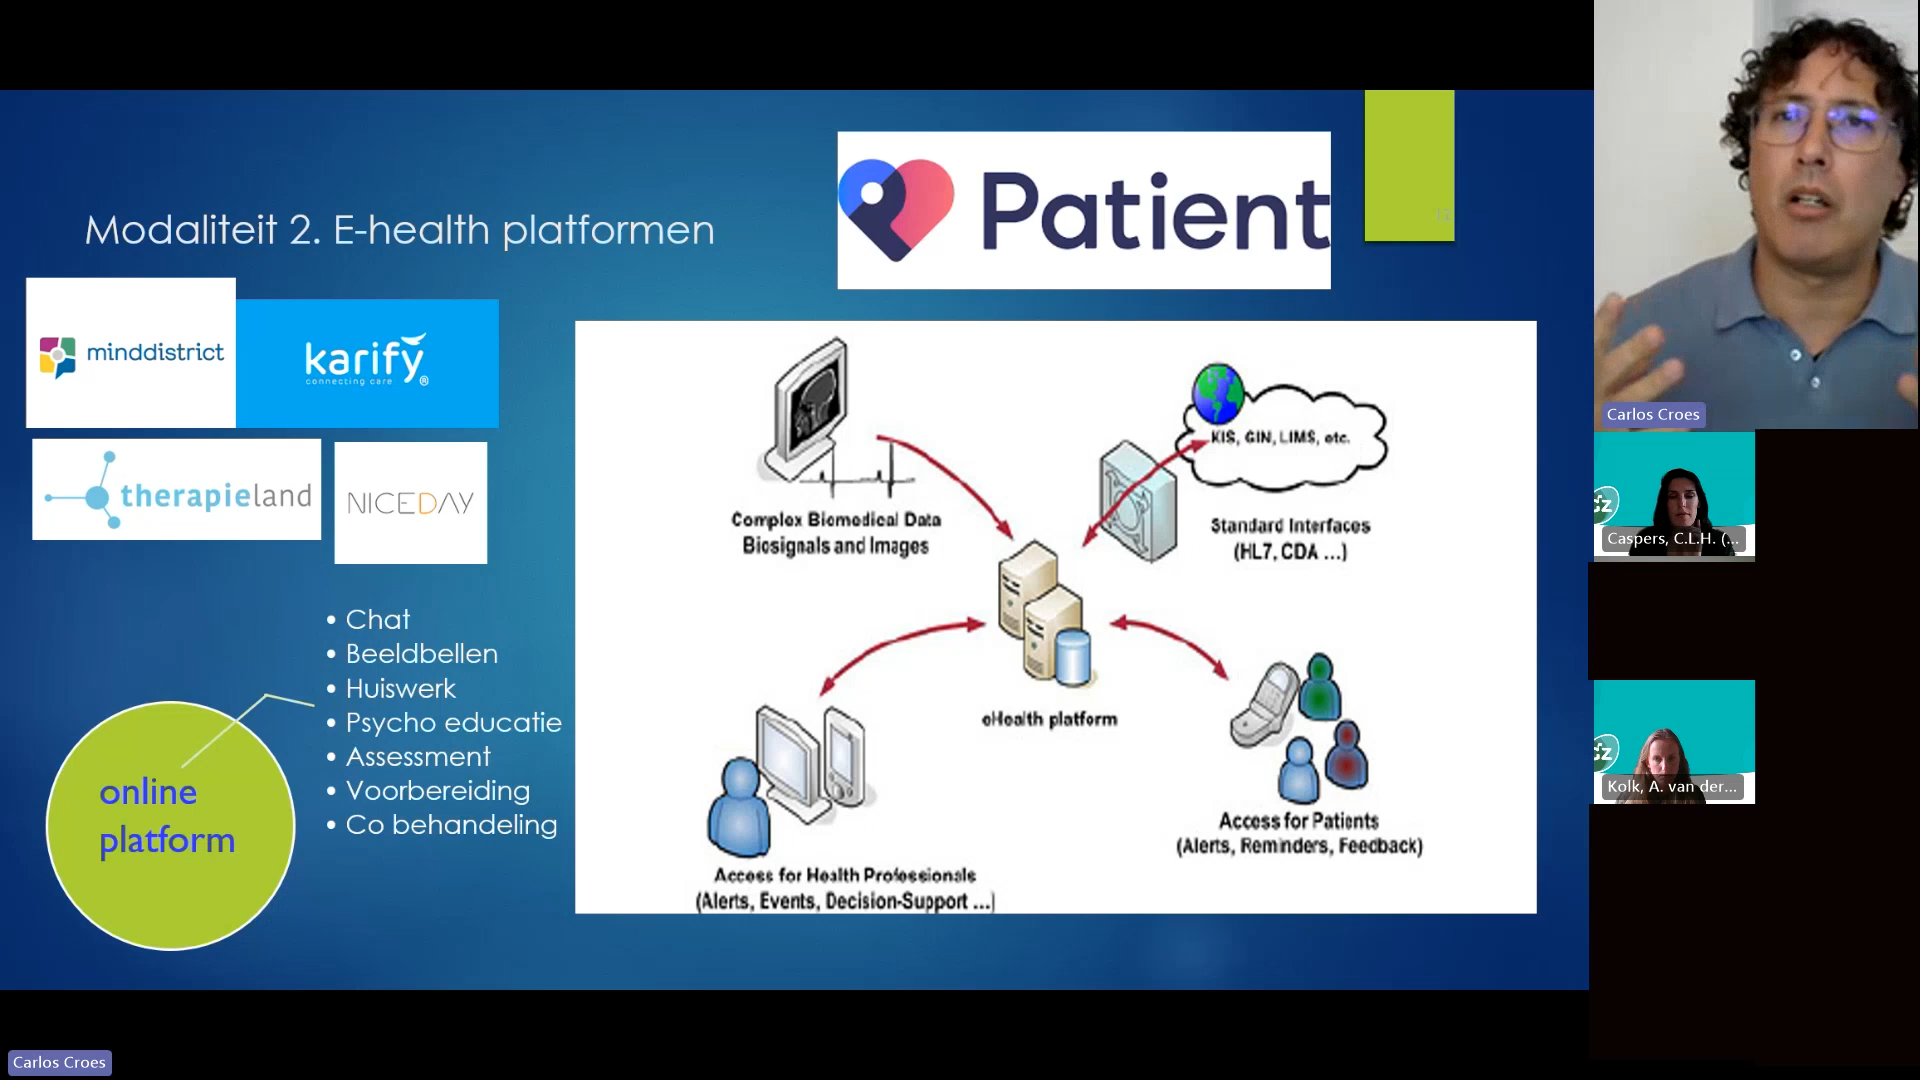 Modaliteit 2. E-health platformen
Patient
12
minddistrict
karify®
connecting care
therapieland
NICEDAY
• Chat
• Beeldbellen
• Huiswerk
• Psycho educatie
• Assessment
• Voorbereiding
• Co behandeling
online
platform
Complex Biomedical Data
Biosignals and Images
KIS, GIN, LIMS, etc.
Standard Interfaces
(HL7, CDA ...)
eHealth platform
Access for Health Professionals
(Alerts, Events, Decision-Support ...)
Access for Patients
(Alerts, Reminders, Feedback)
Carlos Croes
GZ
Caspers, C.L.H. (...
GZ
Kolk, A. van der...
Carlos Croes